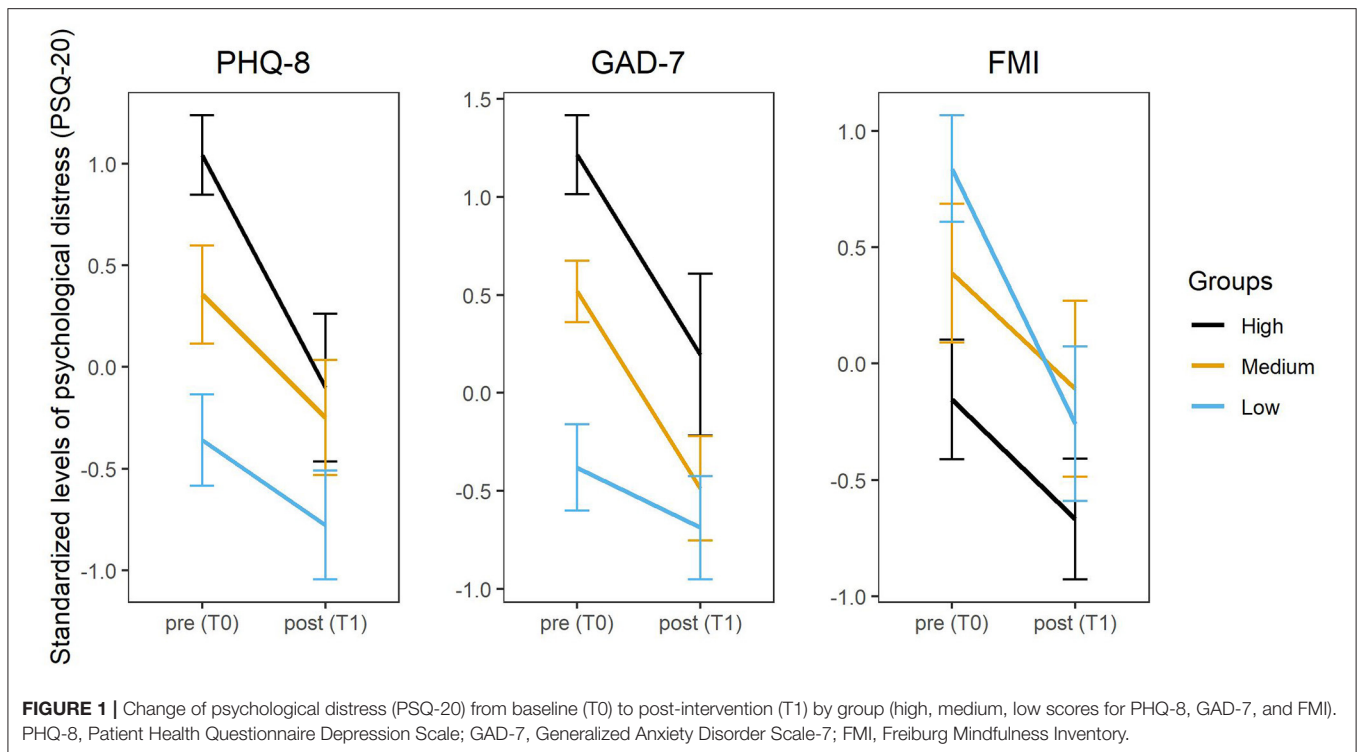 Standardized levels of psychological distress (PSQ-20)
PHQ-8
1.0
0.5
0.0
-0.5
-1.0
pre (T0) post (T1)
GAD-7
1.5
1.0
0.5
0.0
-0.5
-1.0
pre (T0) post (T1)
FMI
1.0
0.5
0.0
-0.5
-1.0
pre (T0) post (T1)
Groups
High
Medium
Low
FIGURE 1 | Change of psychological distress (PSQ-20) from baseline (T0) to post-intervention (T1) by group (high, medium, low scores for PHQ-8, GAD-7, and FMI).
PHQ-8, Patient Health Questionnaire Depression Scale; GAD-7, Generalized Anxiety Disorder Scale-7; FMI, Freiburg Mindfulness Inventory.